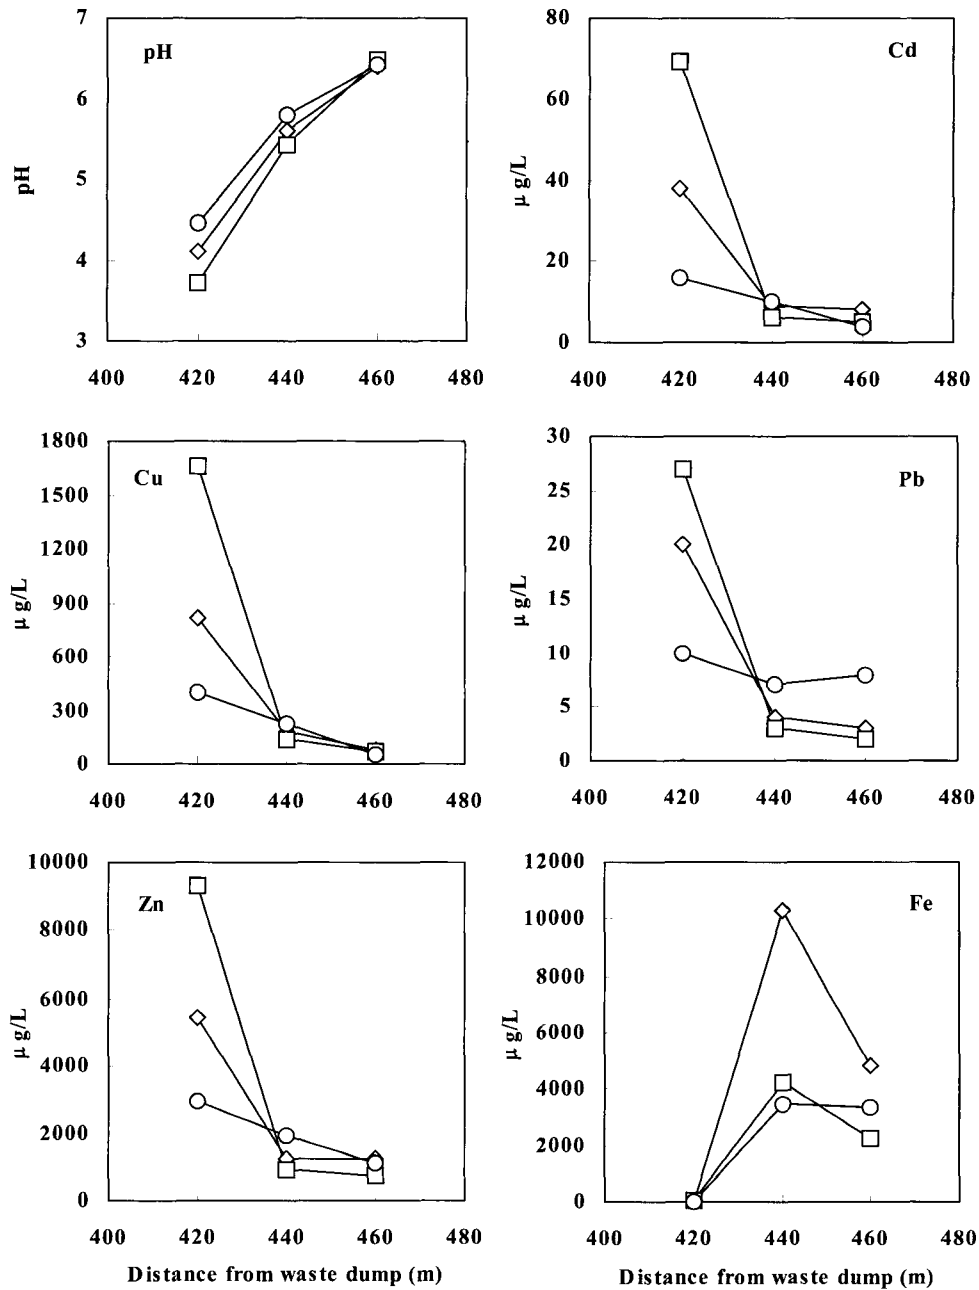 pH
7
6
5
4
3
pH
400 420 440 460 480
Cd
80
60
40
20
0
μ g/L
400 420 440 460 480
Cu
1800
1500
1200
900
600
300
0
μ g/L
400 420 440 460 480
Pb
30
25
20
15
10
5
0
μ g/L
400 420 440 460 480
Zn
10000
8000
6000
4000
2000
0
μ g/L
400 420 440 460 480
Distance from waste dump (m)
Fe
12000
10000
8000
6000
4000
2000
0
μ g/L
400 420 440 460 480
Distance from waste dump (m)